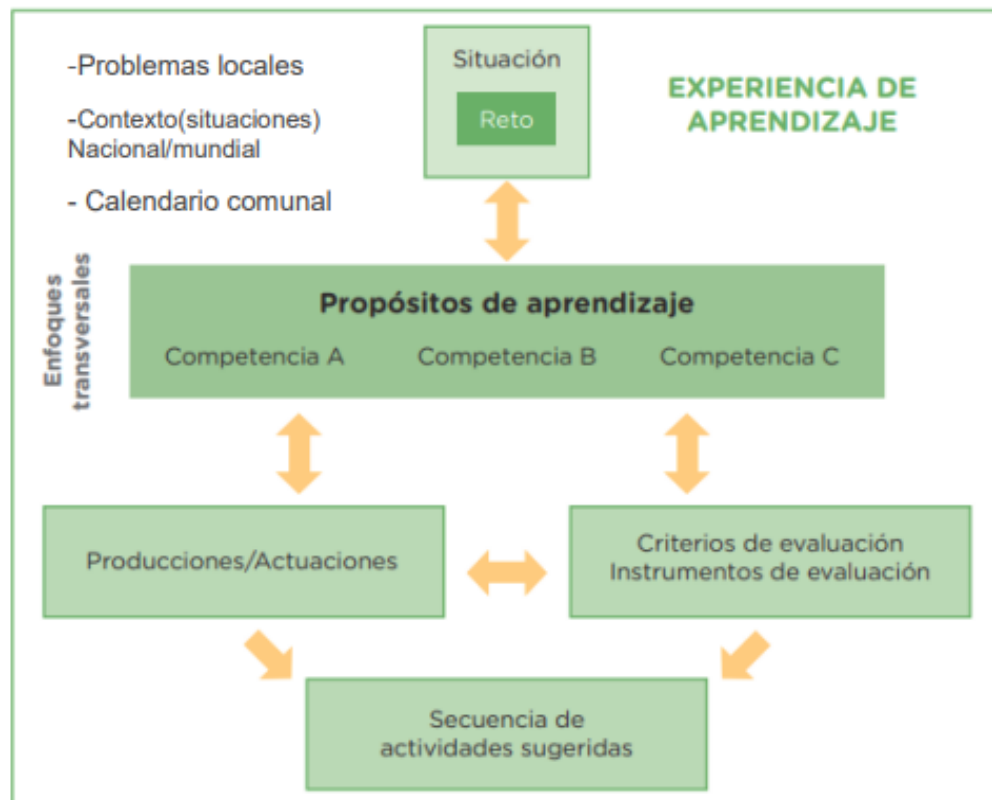 -Problemas locales
-Contexto(situaciones)
Nacional/mundial
- Calendario comunal
Situación
Reto
EXPERIENCIA DE
APRENDIZAJE
Enfoques
transversales
Propósitos de aprendizaje
Competencia A
Competencia B
Competencia C
Producciones/Actuaciones
Criterios de evaluación
Instrumentos de evaluación
Secuencia de
actividades sugeridas